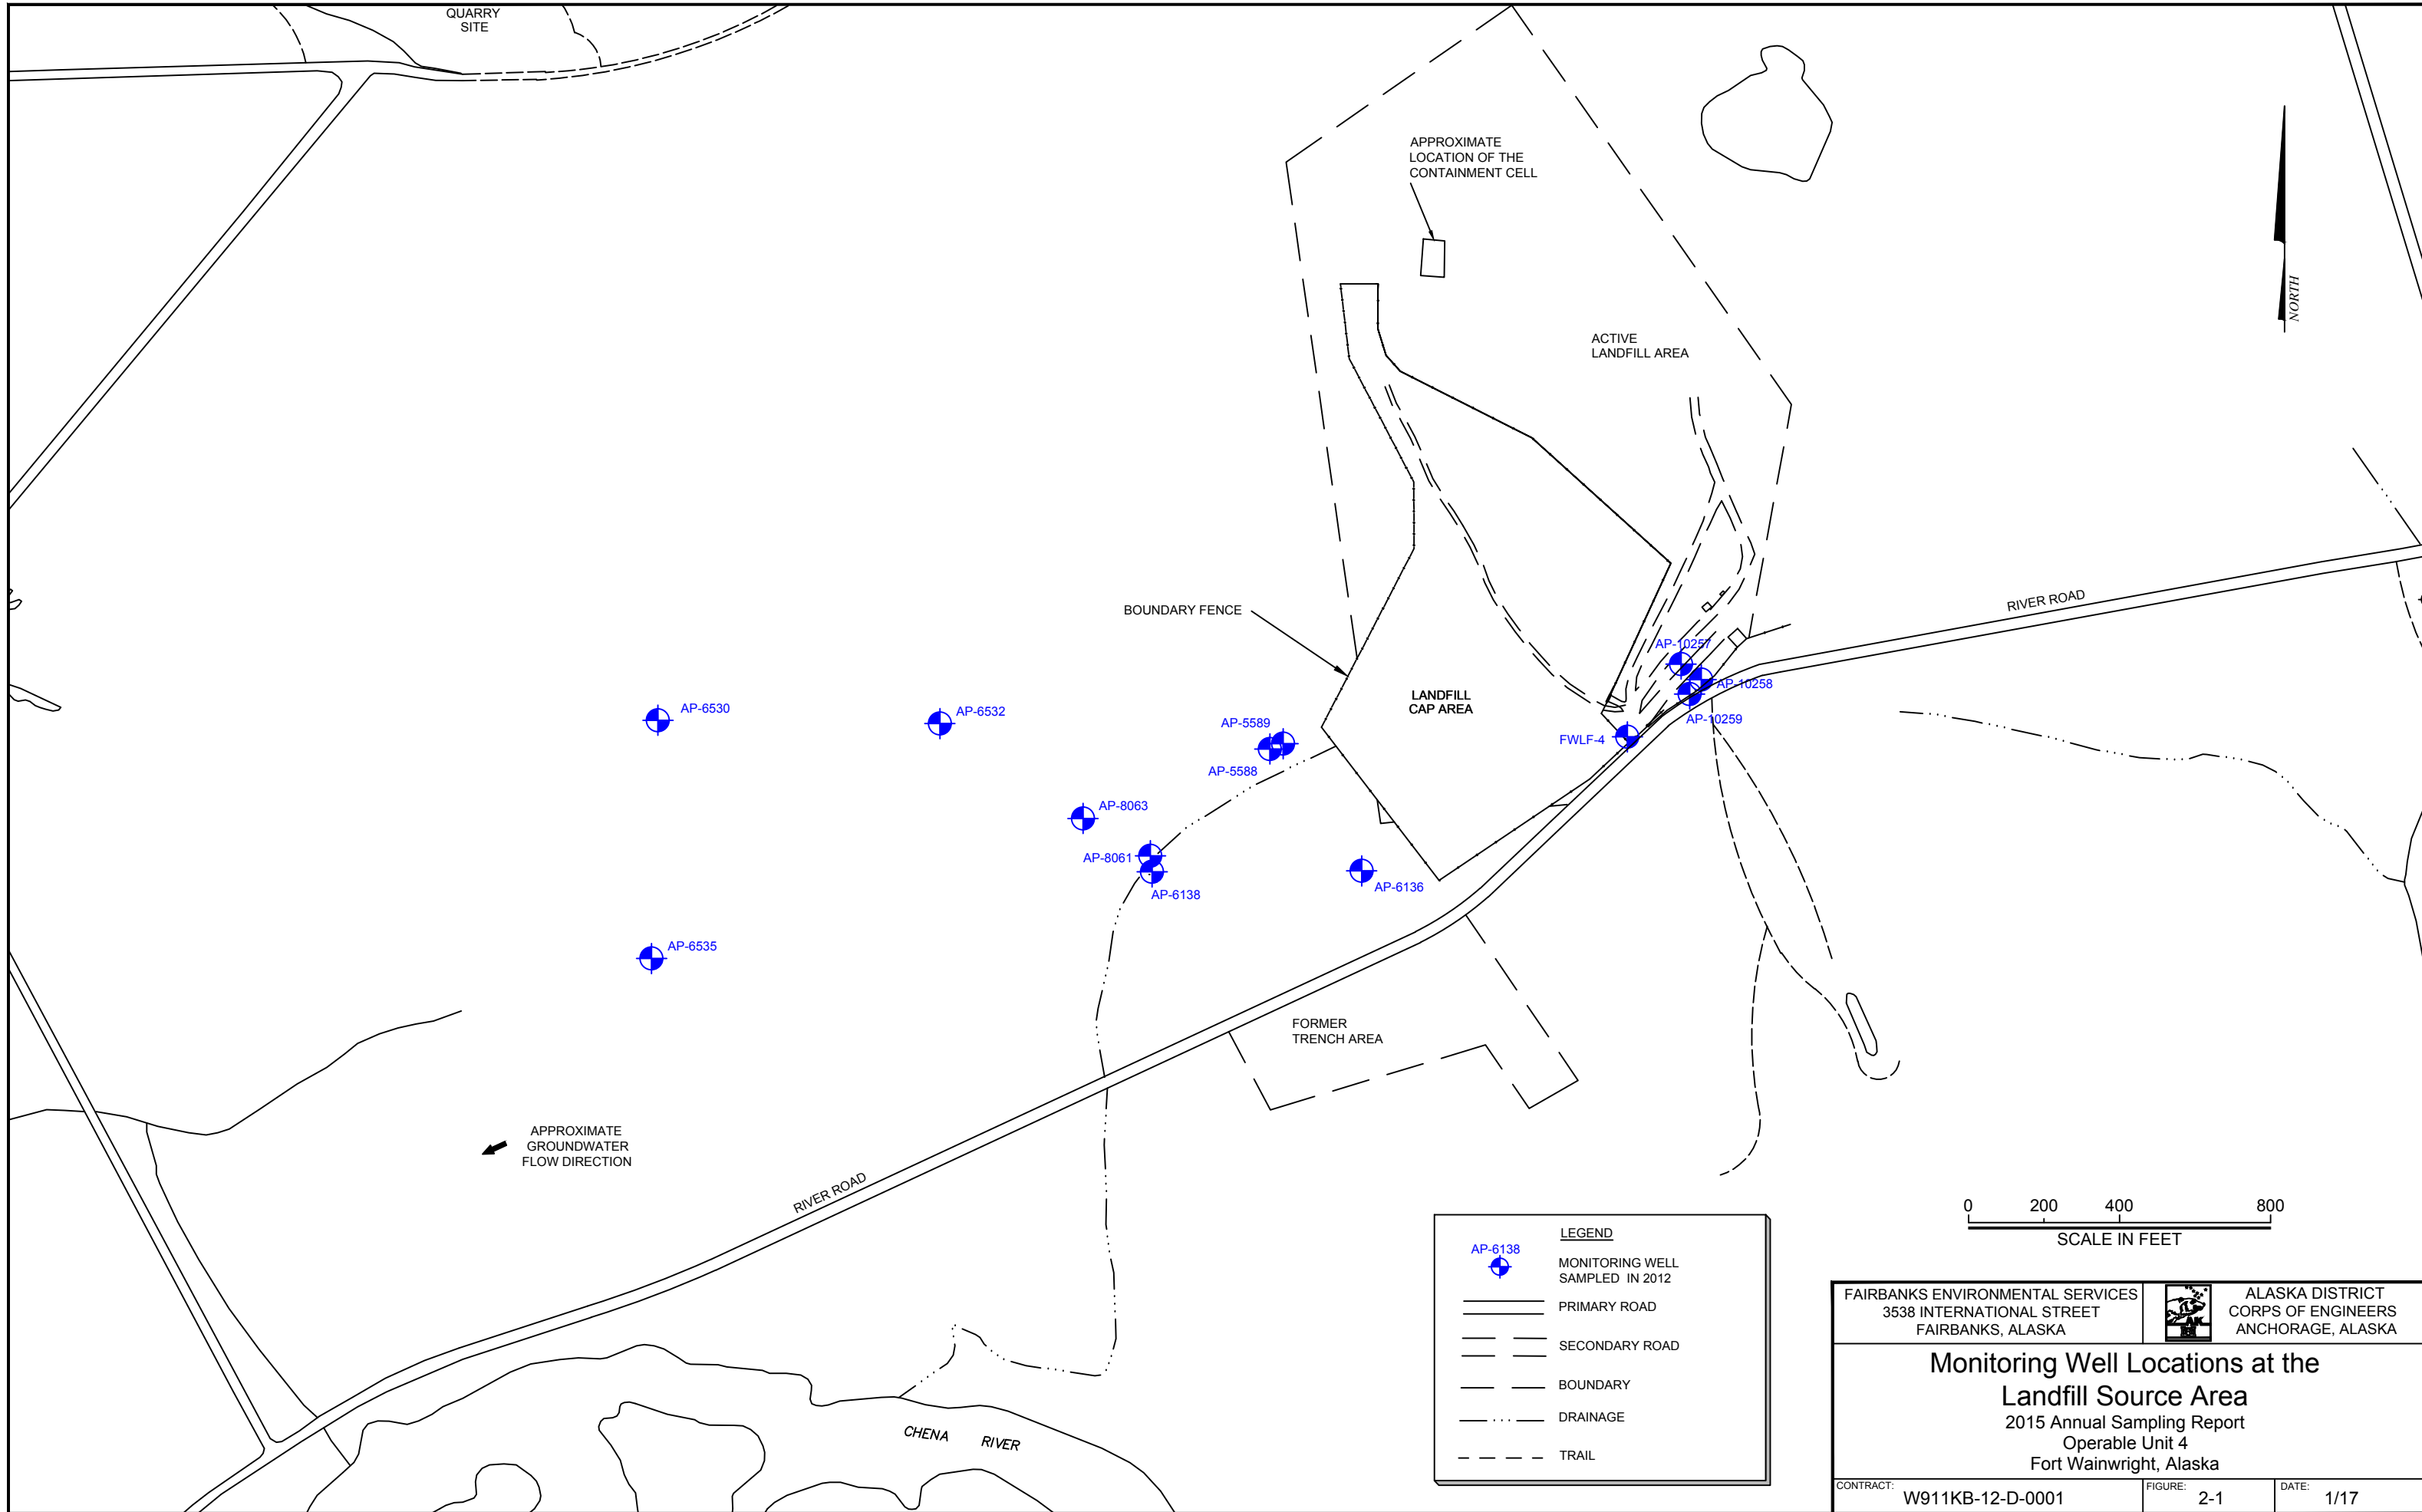 QUARRY
SITE
APPROXIMATE
LOCATION OF THE
CONTAINMENT CELL
ACTIVE
LANDFILL AREA
NORTH
BOUNDARY FENCE
RIVER ROAD
LANDFILL
CAP AREA
AP-10257
AP-10258
AP-10259
FWLF-4
AP-6530
AP-6532
AP-5589
AP-5588
AP-8063
AP-8061
AP-6138
AP-6136
AP-6535
FORMER
TRENCH AREA
APPROXIMATE
GROUNDWATER
FLOW DIRECTION
RIVER ROAD
CHENA RIVER
LEGEND
AP-6138
MONITORING WELL
SAMPLED IN 2012
PRIMARY ROAD
SECONDARY ROAD
BOUNDARY
DRAINAGE
TRAIL
0 200 400 800
SCALE IN FEET
FAIRBANKS ENVIRONMENTAL SERVICES
3538 INTERNATIONAL STREET
FAIRBANKS, ALASKA
AK
ALASKA DISTRICT
CORPS OF ENGINEERS
ANCHORAGE, ALASKA
Monitoring Well Locations at the
Landfill Source Area
2015 Annual Sampling Report
Operable Unit 4
Fort Wainwright, Alaska
CONTRACT: W911KB-12-D-0001
FIGURE: 2-1
DATE: 1/17